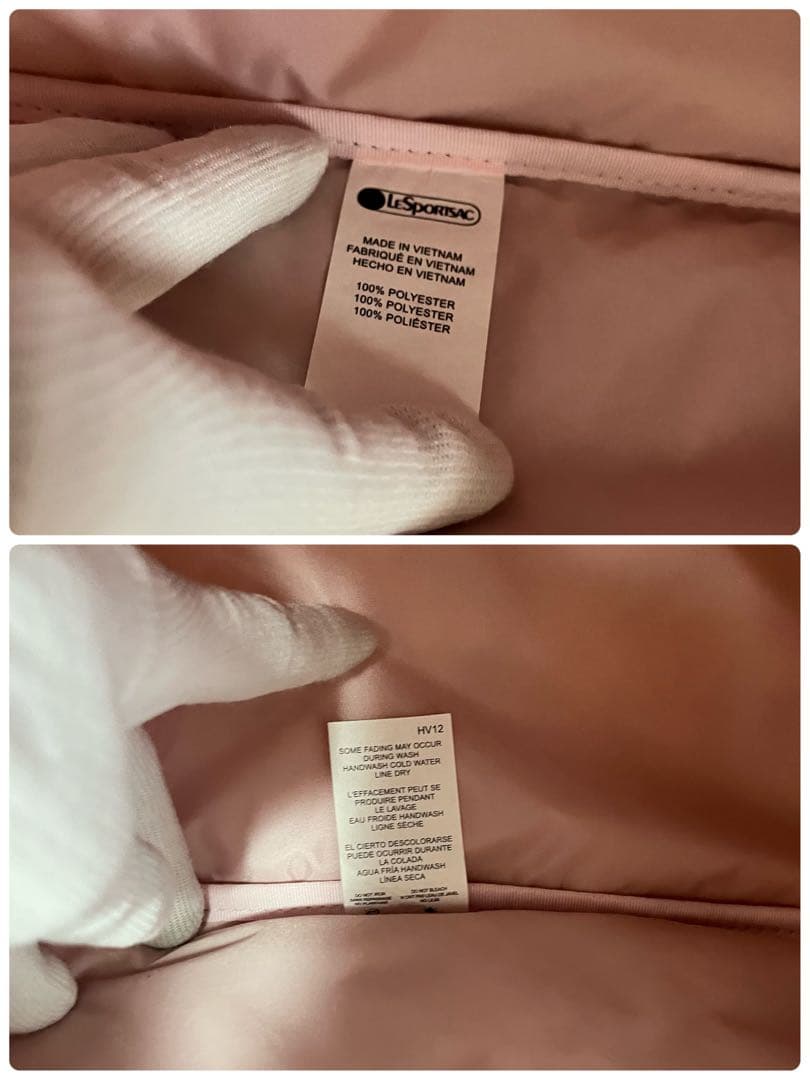 LeSportsac
MADE IN VIETNAM
FABRIQUÉ EN VIETNAM
HECHO EN VIETNAM
100% POLYESTER
100% POLYESTER
100% POLIÉSTER
HV12
SOME FADING MAY OCCUR
DURING WASH
HANDWASH COLD WATER
LINE DRY
L'EFFACEMENT PEUT SE
PRODUIRE PENDANT
LE LAVAGE
EAU FROIDE HANDWASH
LIGNE SÈCHE
EL CIERTO DESCOLORARSE
PUEDE OCURRIR DURANTE
LA COLADA
AGUA FRÍA HANDWASH
LÍNEA SECA
DO NOT IRON
DO NOT BLEACH